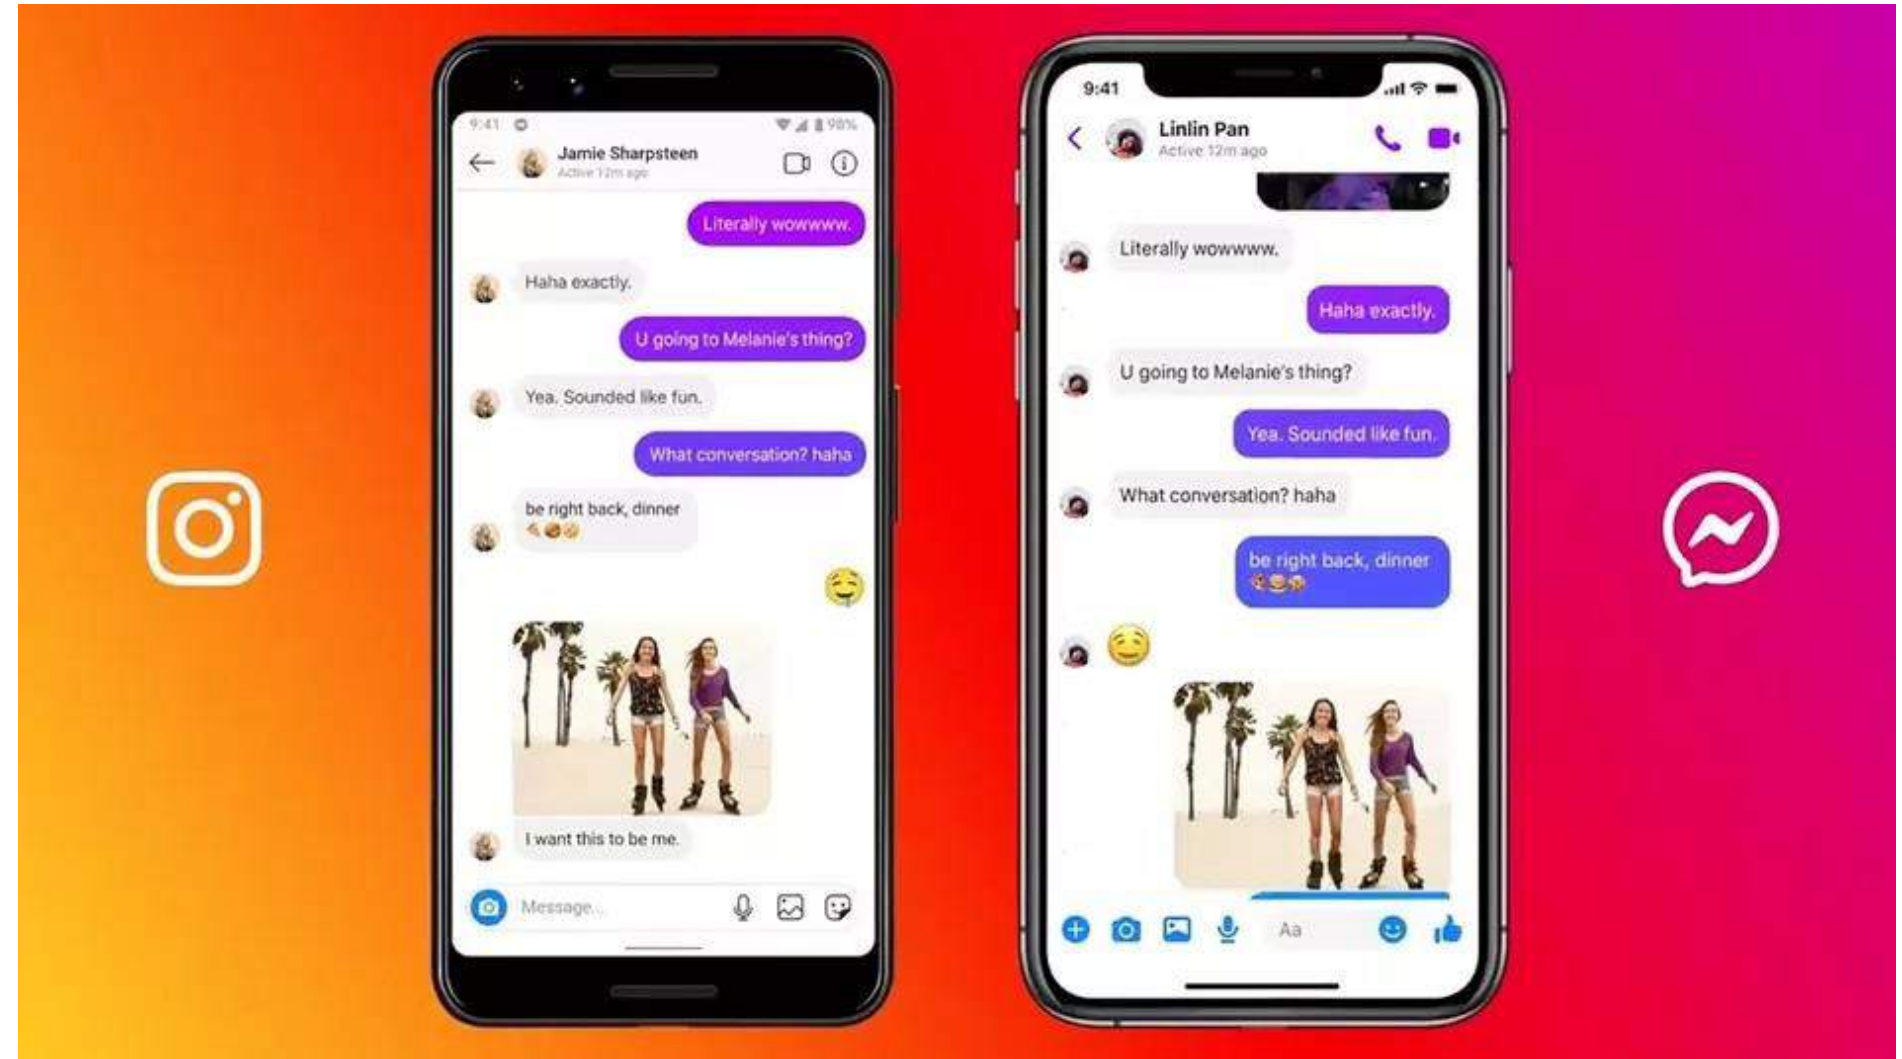 9:41
98%
Jamie Sharpsteen
Active 12m ago
Literally wowwww.
Haha exactly.
U going to Melanie's thing?
Yea. Sounded like fun.
What conversation? haha
be right back, dinner
I want this to be me.
Message...
9:41
Linlin Pan
Active 12m ago
Literally wowwww.
Haha exactly.
U going to Melanie's thing?
Yea. Sounded like fun.
What conversation? haha
be right back, dinner
Aa